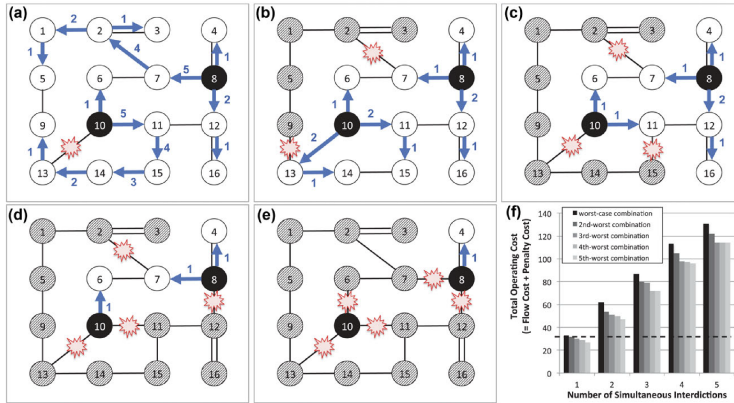 (a)
2 1
1 2 3 4
1 4 5 1
5 6 7 8
1 5 2
9 10 11 12
1 4 1
13 14 15 16
2 3
(b)
1 2 3 4
1 1
5 6 7 8
1 2 2
9 10 11 12
2 1 1
13 14 15 16
1
(c)
1 2 3 4
1 1
5 6 7 8
1 1 2
9 10 11 12
1
13 14 15 16
(d)
1 2 3 4
1 1
5 6 7 8
1
9 10 11 12
13 14 15 16
(e)
1 2 3 4
1
5 6 7 8
9 10 11 12
13 14 15 16
(f)
Total Operating Cost
(= Flow Cost + Penalty Cost)
140
120
100
80
60
40
20
0
worst-case combination
2nd-worst combination
3rd-worst combination
4th-worst combination
5th-worst combination
1 2 3 4 5
Number of Simultaneous Interdictions